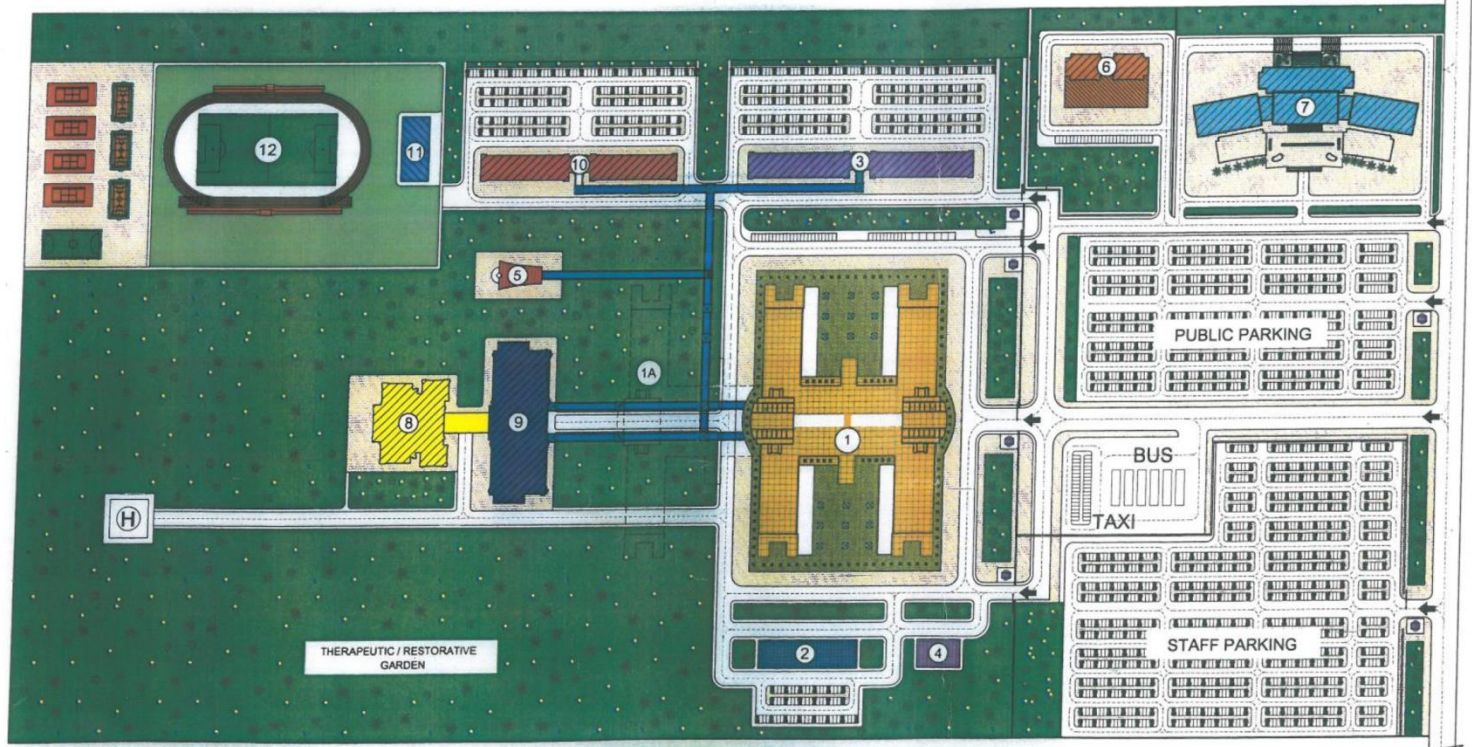 6
7
12
11
10
3
5
PUBLIC PARKING
1A
8
9
1
BUS
H
TAXI
THERAPEUTIC / RESTORATIVE
GARDEN
2
4
STAFF PARKING